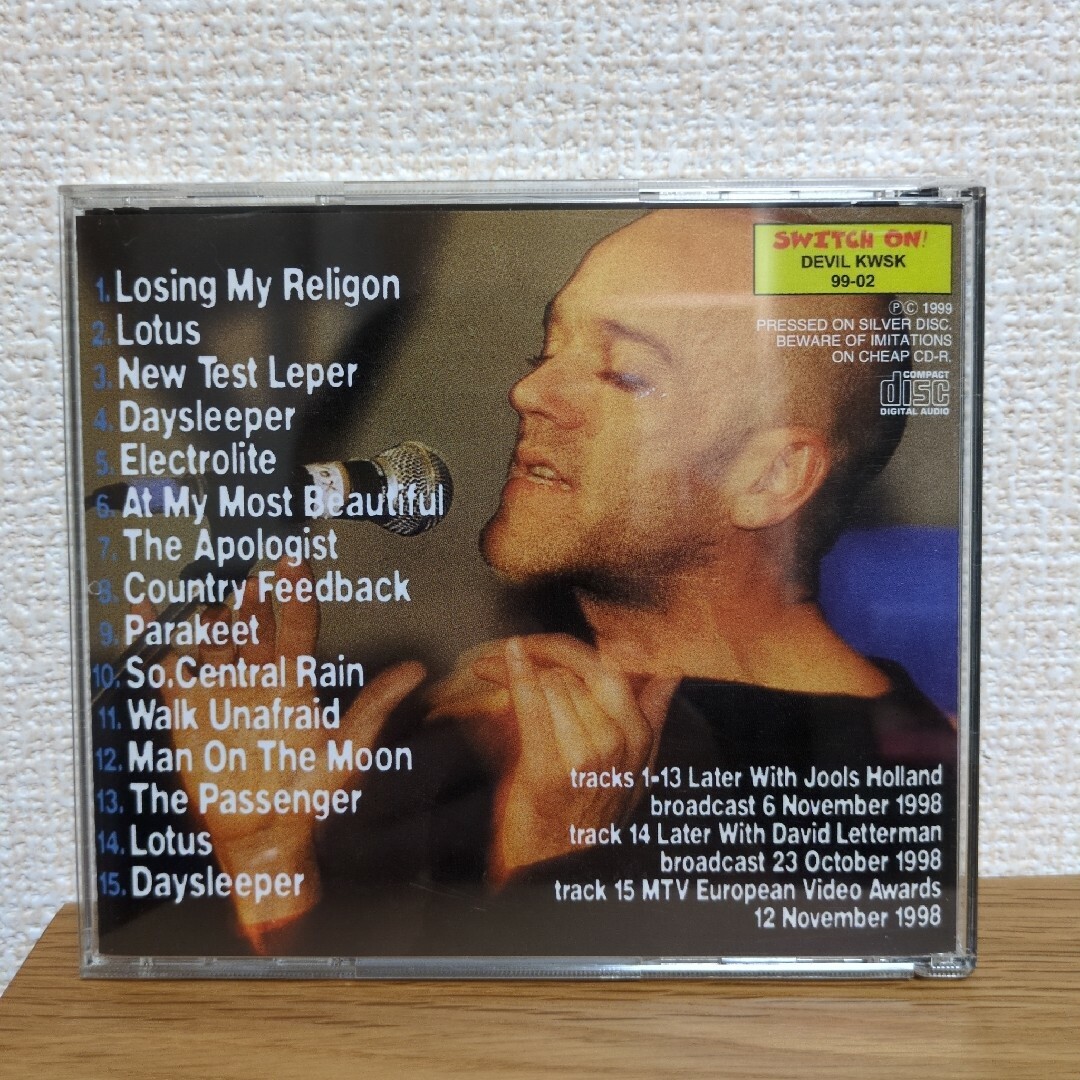 1. Losing My Religon
2. Lotus
3. New Test Leper
4. Daysleeper
5. Electrolite
6. At My Most Beautiful
7. The Apologist
8. Country Feedback
9. Parakeet
10. So.Central Rain
11. Walk Unafraid
12. Man On The Moon
13. The Passenger
14. Lotus
15. Daysleeper
SWITCH ON!
DEVIL KWSK
99-02
ⓅⒸ 1999
PRESSED ON SILVER DISC.
BEWARE OF IMITATIONS
ON CHEAP CD-R.
COMPACT
disc
DIGITAL AUDIO
tracks 1-13 Later With Jools Holland
broadcast 6 November 1998
track 14 Later With David Letterman
broadcast 23 October 1998
track 15 MTV European Video Awards
12 November 1998